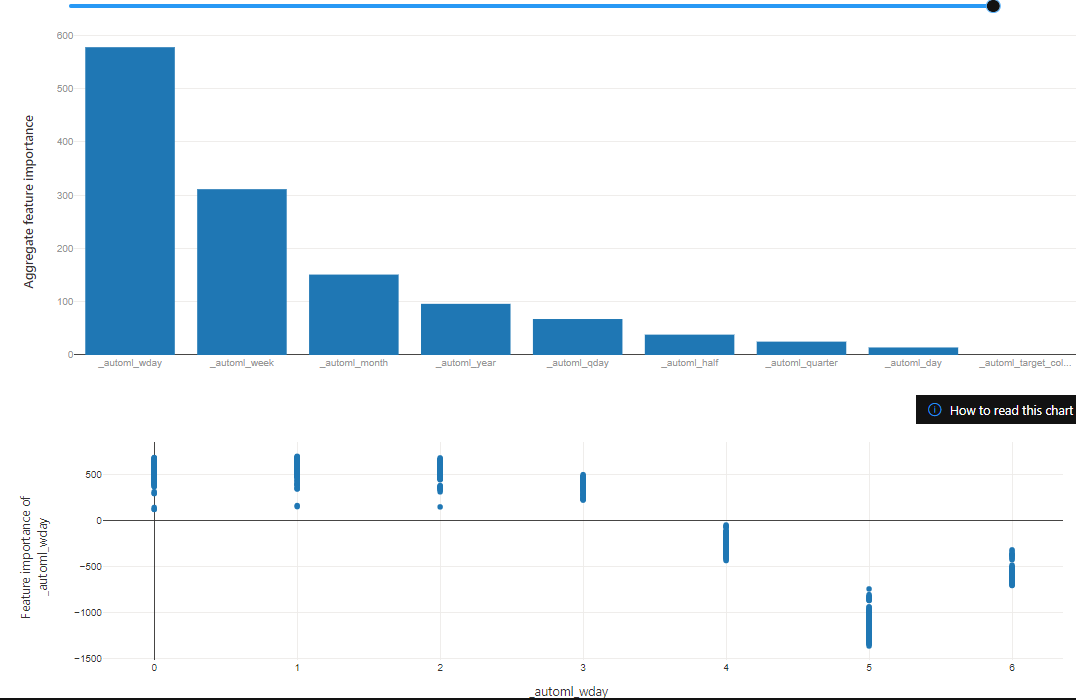 600
500
400
300
200
100
0
Aggregate feature importance
_automl_wday
_automl_week
_automl_month
_automl_year
_automl_qday
_automl_half
_automl_quarter
_automl_day
_automl_target_col...
How to read this chart
500
0
−500
−1000
−1500
Feature importance of
_automl_wday
0
1
2
3
4
5
6
_automl_wday